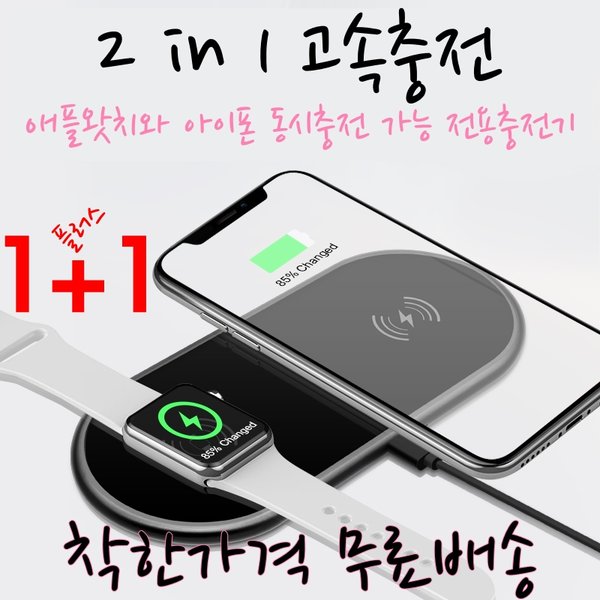 2 in 1 고속충전
애플왓치와 아이폰 동시충전 가능 전용충전기
플러스
1+1
85% Changed
85% Changed
착한가격 무료배송